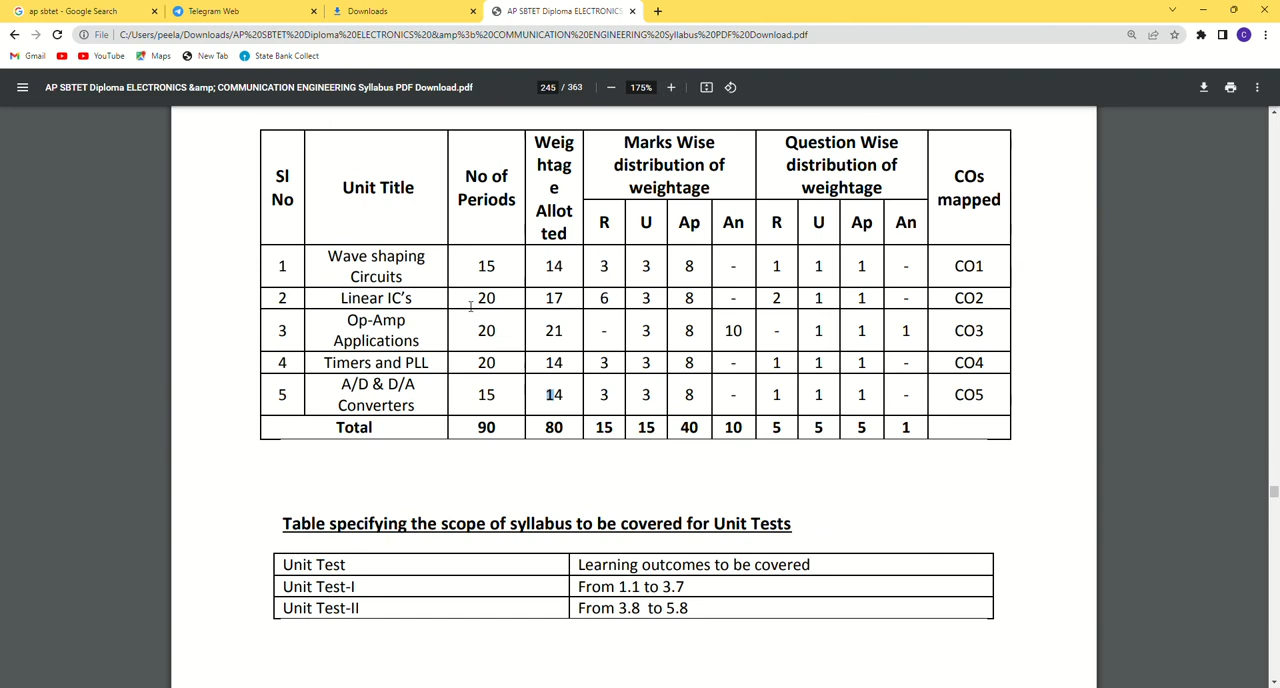 ap sbtet - Google Search
Telegram Web
Downloads
AP SBTET Diploma ELECTRONICS
File | C:/Users/peela/Downloads/AP%20SBTET%20Diploma%20ELECTRONICS%20&amp%3b%20COMMUNICATION%20ENGINEERING%20Syllabus%20PDF%20Download.pdf
Gmail YouTube Maps New Tab State Bank Collect
AP SBTET Diploma ELECTRONICS &amp; COMMUNICATION ENGINEERING Syllabus PDF Download.pdf 245 / 363 175%
Sl No Unit Title No of Periods Weig htag e Allot ted Marks Wise distribution of weightage Question Wise distribution of weightage COs mapped
R U Ap An R U Ap An
1 Wave shaping Circuits 15 14 3 3 8 - 1 1 1 - CO1
2 Linear IC's 20 17 6 3 8 - 2 1 1 - CO2
3 Op-Amp Applications 20 21 - 3 8 10 - 1 1 1 CO3
4 Timers and PLL 20 14 3 3 8 - 1 1 1 - CO4
5 A/D & D/A Converters 15 14 3 3 8 - 1 1 1 - CO5
Total 90 80 15 15 40 10 5 5 5 1
Table specifying the scope of syllabus to be covered for Unit Tests
Unit Test Learning outcomes to be covered
Unit Test-I From 1.1 to 3.7
Unit Test-II From 3.8 to 5.8